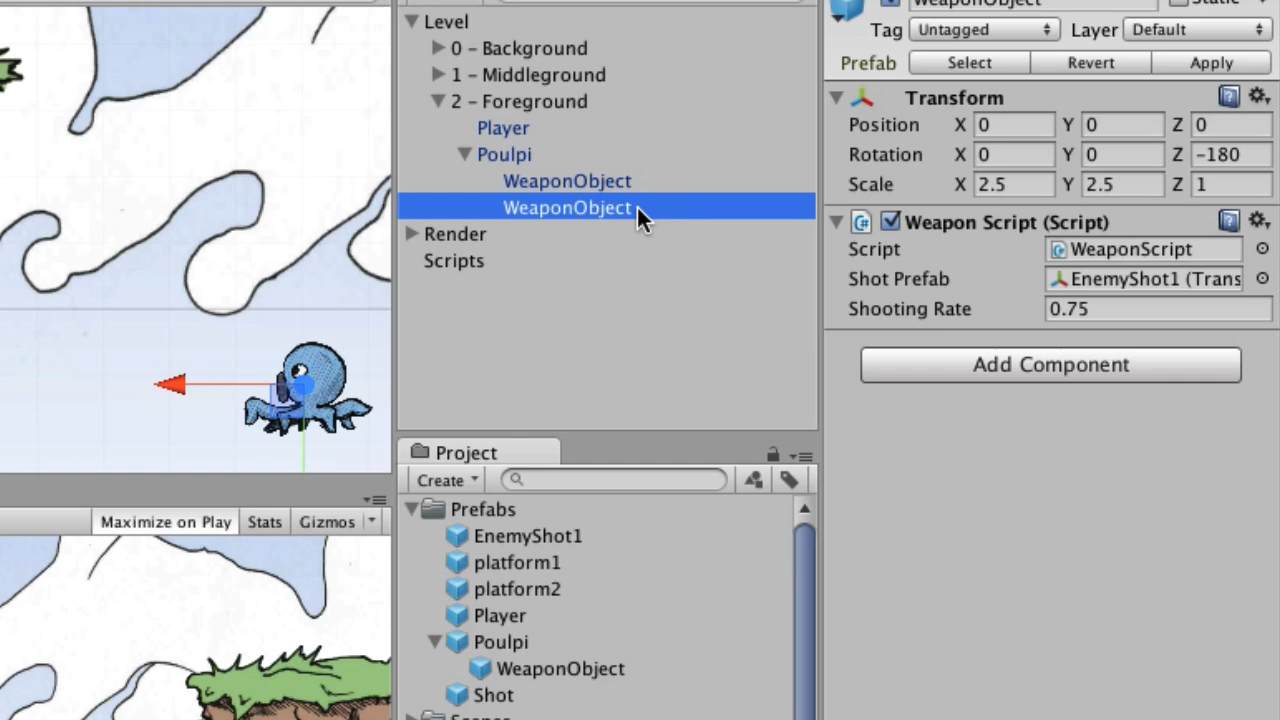 Level
0 - Background
1 - Middleground
2 - Foreground
Player
Poulpi
WeaponObject
WeaponObject
Render
Scripts
Maximize on Play Stats Gizmos
Project
Create
Prefabs
EnemyShot1
platform1
platform2
Player
Poulpi
WeaponObject
Shot
WeaponObject
Tag Untagged Layer Default
Prefab Select Revert Apply
Transform
Position X 0 Y 0 Z 0
Rotation X 0 Y 0 Z -180
Scale X 2.5 Y 2.5 Z 1
Weapon Script (Script)
Script WeaponScript
Shot Prefab EnemyShot1 (Trans
Shooting Rate 0.75
Add Component